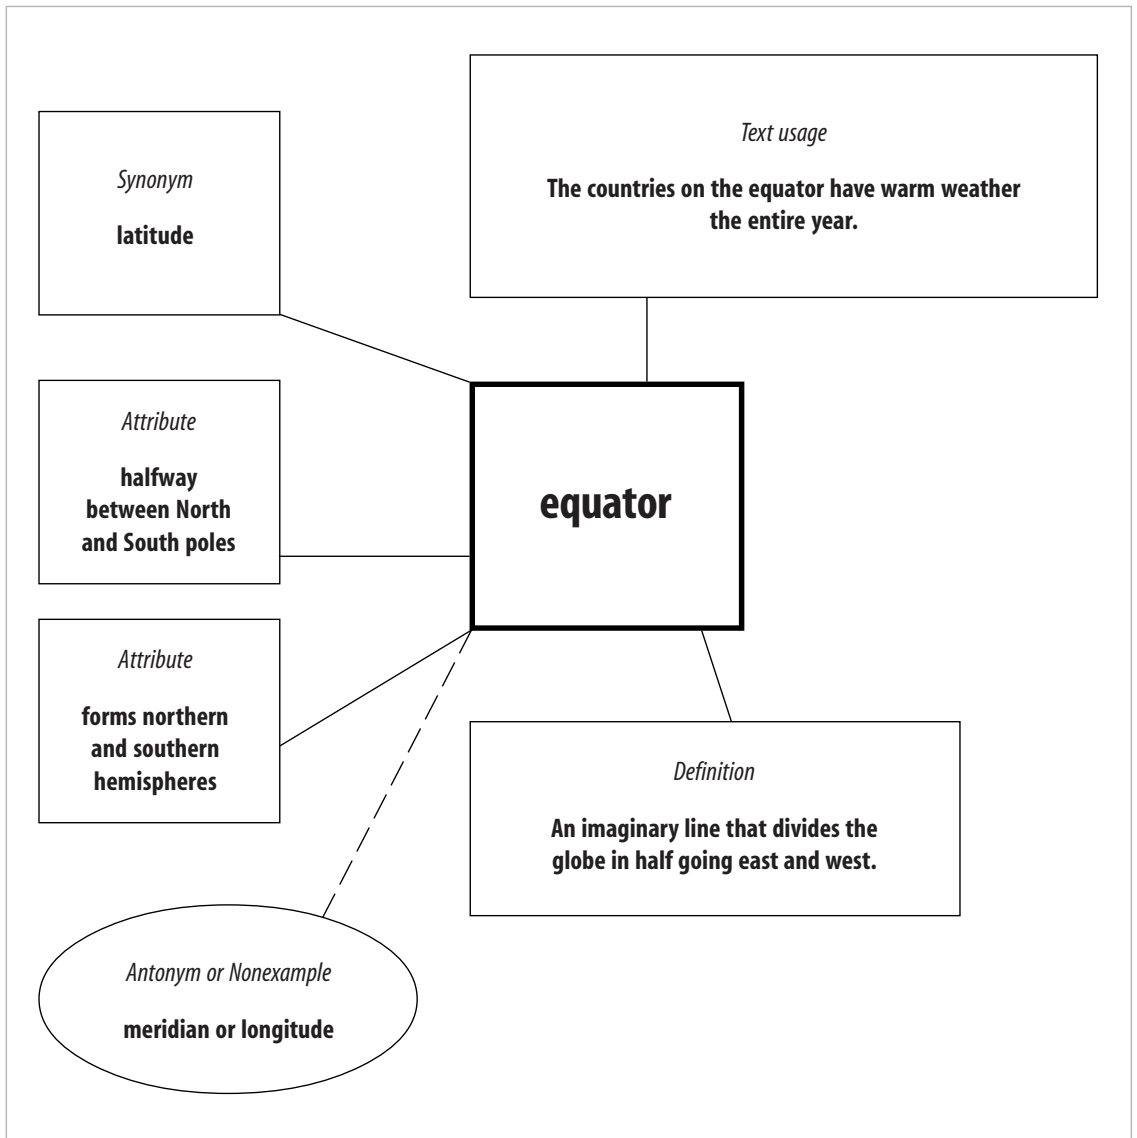 Text usage
The countries on the equator have warm weather
the entire year.
Synonym
latitude
Attribute
halfway
between North
and South poles
equator
Attribute
forms northern
and southern
hemispheres
Definition
An imaginary line that divides the
globe in half going east and west.
Antonym or Nonexample
meridian or longitude